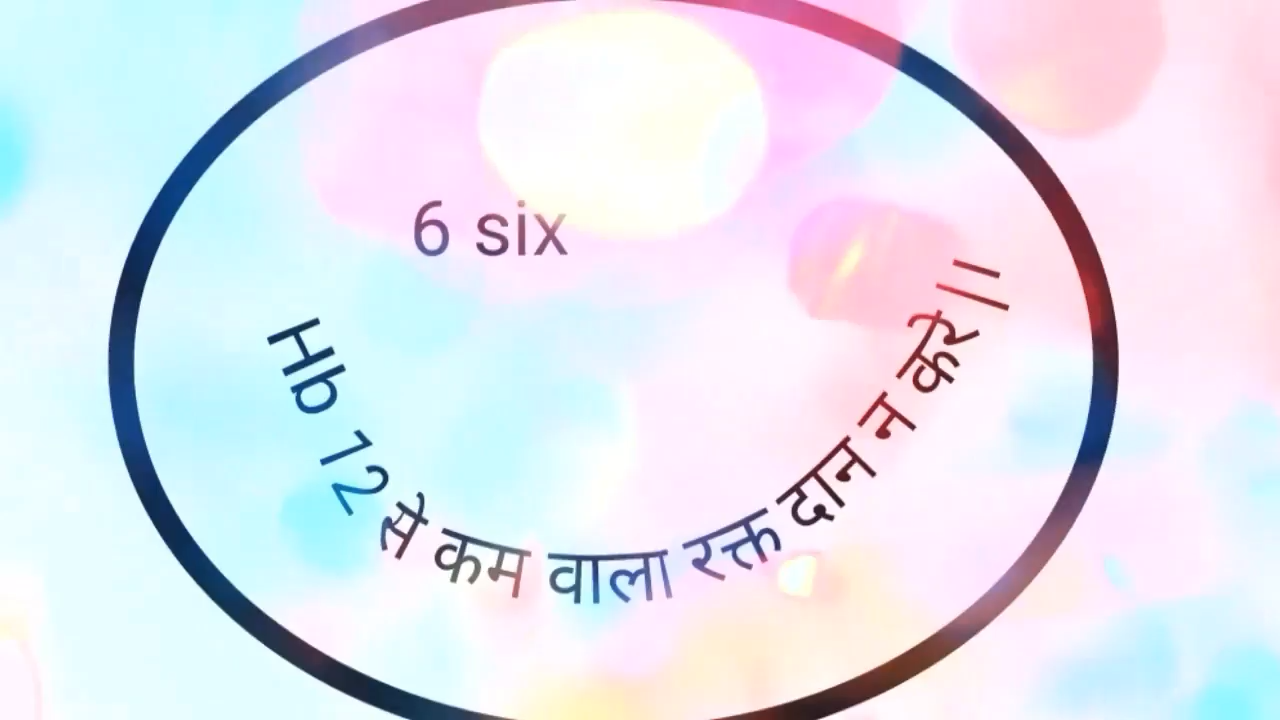 6 six
Hb 12 से कम वाला रक्त दान न करे ||